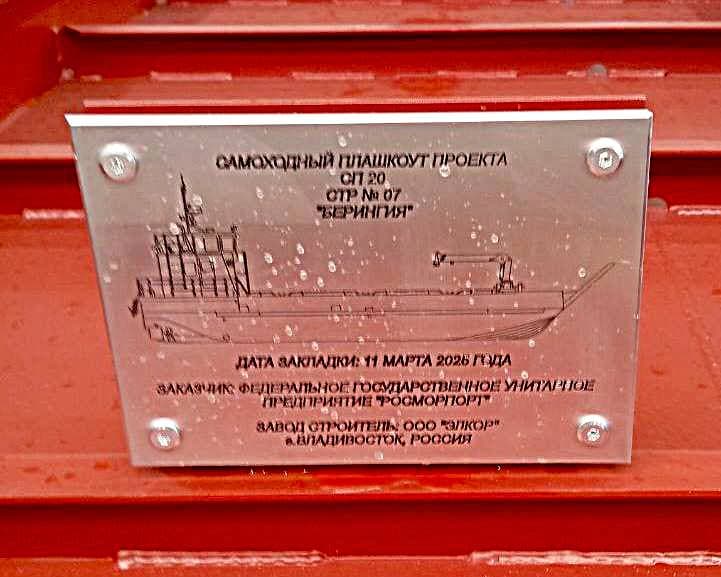 САМОХОДНЫЙ ПЛАШКОУТ ПРОЕКТА
СП 20
СТР № 07
"БЕРИНГИЯ"
ДАТА ЗАКЛАДКИ: 11 МАРТА 2025 ГОДА
ЗАКАЗЧИК: ФЕДЕРАЛЬНОЕ ГОСУДАРСТВЕННОЕ УНИТАРНОЕ
ПРЕДПРИЯТИЕ "РОСМОРПОРТ"
ЗАВОД СТРОИТЕЛЬ: ООО "ЭЛКОР"
г.ВЛАДИВОСТОК, РОССИЯ